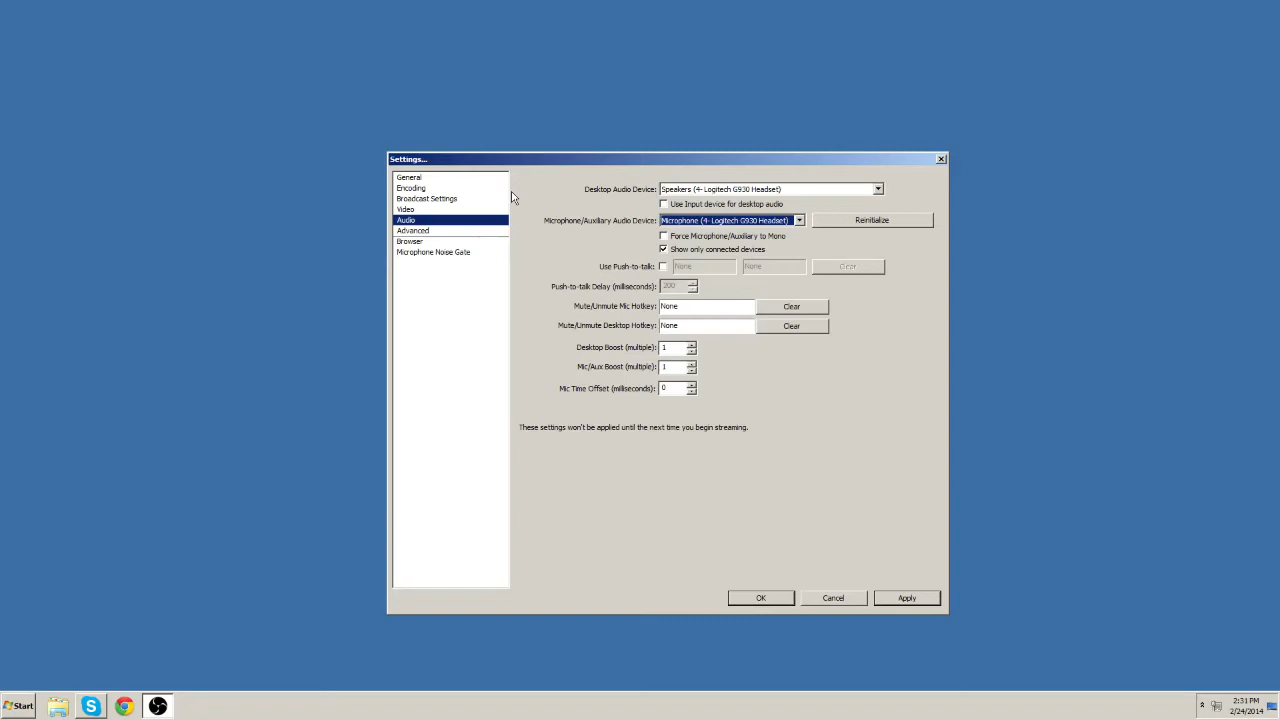 Settings...
General
Encoding
Broadcast Settings
Video
Audio
Advanced
Browser
Microphone Noise Gate
Desktop Audio Device: Speakers (4- Logitech G930 Headset)
Use Input device for desktop audio
Microphone/Auxiliary Audio Device: Microphone (4- Logitech G930 Headset) Reinitialize
Force Microphone/Auxiliary to Mono
Show only connected devices
Use Push-to-talk: None None Clear
Push-to-talk Delay (milliseconds): 200
Mute/Unmute Mic Hotkey: None Clear
Mute/Unmute Desktop Hotkey: None Clear
Desktop Boost (multiple): 1
Mic/Aux Boost (multiple): 1
Mic Time Offset (milliseconds): 0
These settings won't be applied until the next time you begin streaming.
OK Cancel Apply
Start
2:31 PM
2/24/2014